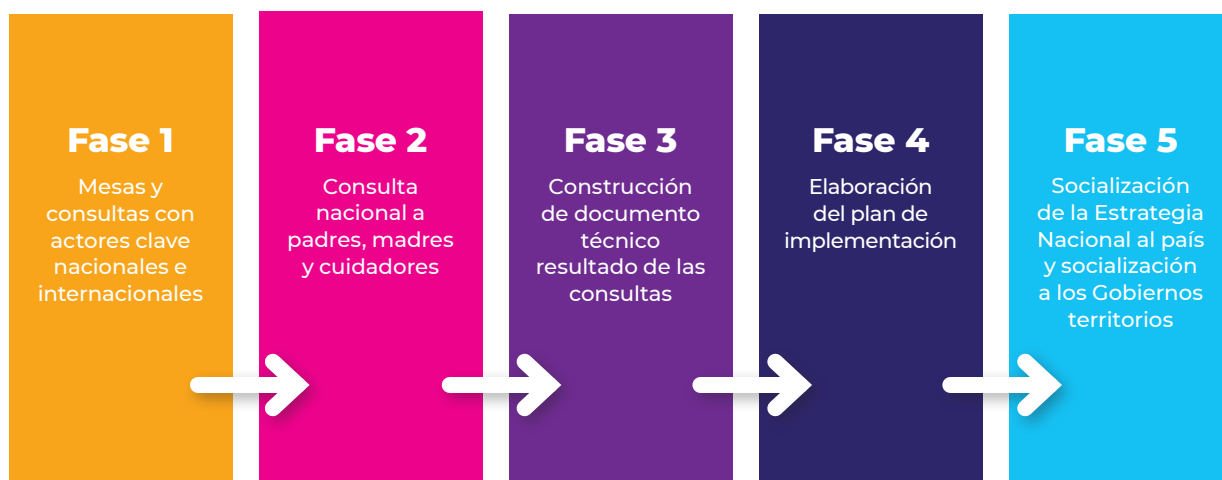 Fase 1
Mesas y
consultas con
actores clave
nacionales e
internacionales
Fase 2
Consulta
nacional a
padres, madres
y cuidadores
Fase 3
Construcción
de documento
técnico
resultado de las
consultas
Fase 4
Elaboración
del plan de
implementación
Fase 5
Socialización
de la Estrategia
Nacional al país
y socialización
a los Gobiernos
territorios